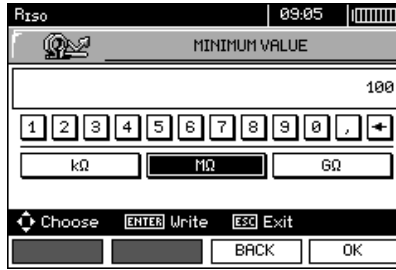 RISO 09:05
MINIMUM VALUE
100
1 2 3 4 5 6 7 8 9 0 , ←
kΩ MΩ GΩ
Choose ENTER Write ESC Exit
BACK OK